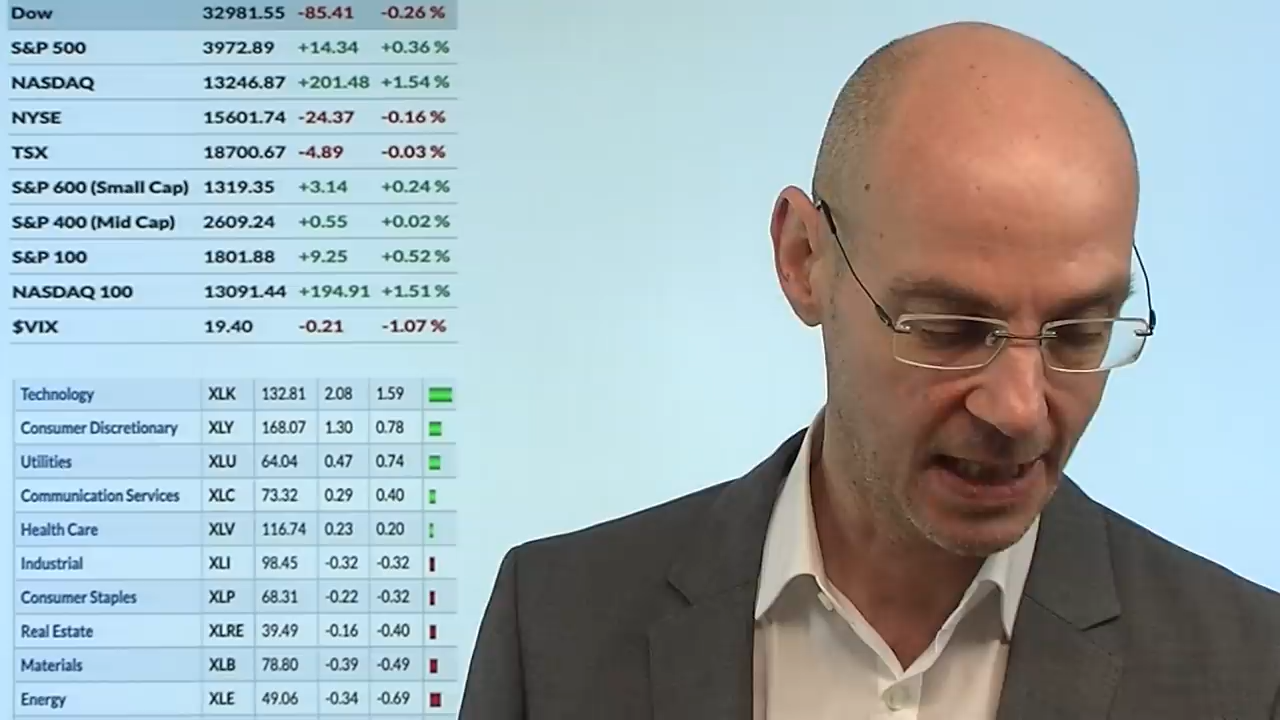 Dow 32981.55 -85.41 -0.26 %
S&P 500 3972.89 +14.34 +0.36 %
NASDAQ 13246.87 +201.48 +1.54 %
NYSE 15601.74 -24.37 -0.16 %
TSX 18700.67 -4.89 -0.03 %
S&P 600 (Small Cap) 1319.35 +3.14 +0.24 %
S&P 400 (Mid Cap) 2609.24 +0.55 +0.02 %
S&P 100 1801.88 +9.25 +0.52 %
NASDAQ 100 13091.44 +194.91 +1.51 %
$VIX 19.40 -0.21 -1.07 %
Technology XLK 132.81 2.08 1.59
Consumer Discretionary XLY 168.07 1.30 0.78
Utilities XLU 64.04 0.47 0.74
Communication Services XLC 73.32 0.29 0.40
Health Care XLV 116.74 0.23 0.20
Industrial XLI 98.45 -0.32 -0.32
Consumer Staples XLP 68.31 -0.22 -0.32
Real Estate XLRE 39.49 -0.16 -0.40
Materials XLB 78.80 -0.39 -0.49
Energy XLE 49.06 -0.34 -0.69